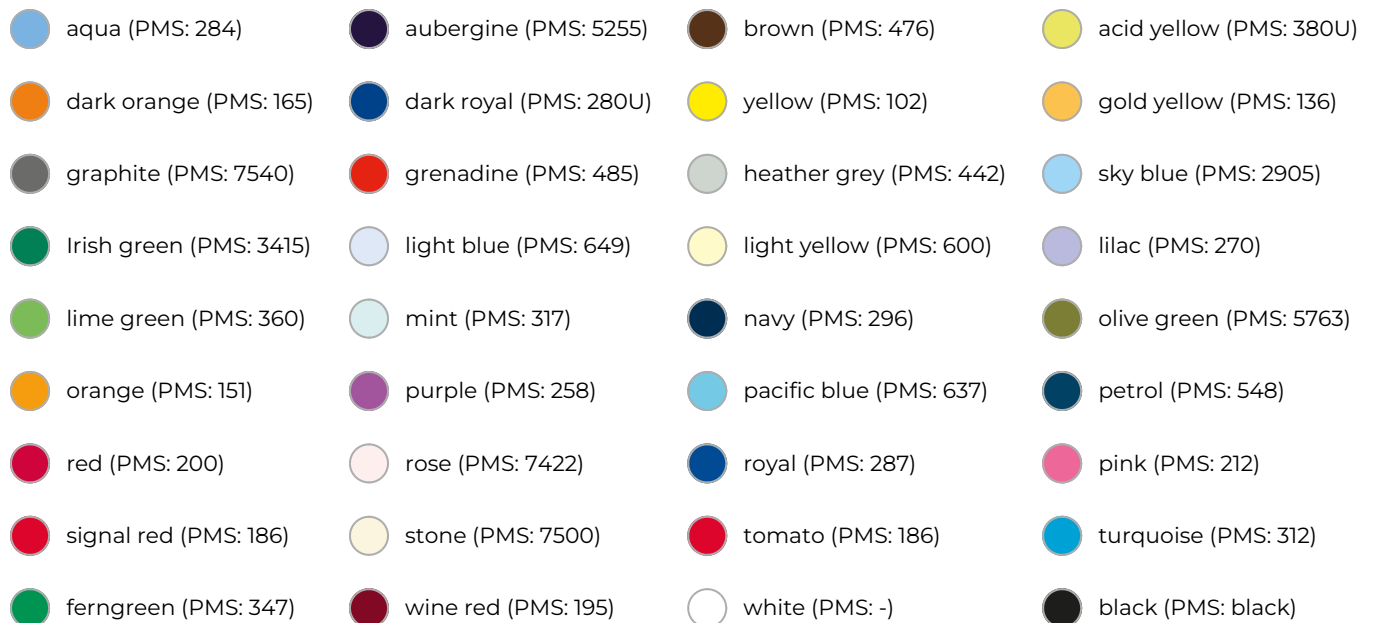 aqua (PMS: 284) aubergine (PMS: 5255) brown (PMS: 476) acid yellow (PMS: 380U)
dark orange (PMS: 165) dark royal (PMS: 280U) yellow (PMS: 102) gold yellow (PMS: 136)
graphite (PMS: 7540) grenadine (PMS: 485) heather grey (PMS: 442) sky blue (PMS: 2905)
Irish green (PMS: 3415) light blue (PMS: 649) light yellow (PMS: 600) lilac (PMS: 270)
lime green (PMS: 360) mint (PMS: 317) navy (PMS: 296) olive green (PMS: 5763)
orange (PMS: 151) purple (PMS: 258) pacific blue (PMS: 637) petrol (PMS: 548)
red (PMS: 200) rose (PMS: 7422) royal (PMS: 287) pink (PMS: 212)
signal red (PMS: 186) stone (PMS: 7500) tomato (PMS: 186) turquoise (PMS: 312)
ferngreen (PMS: 347) wine red (PMS: 195) white (PMS: -) black (PMS: black)